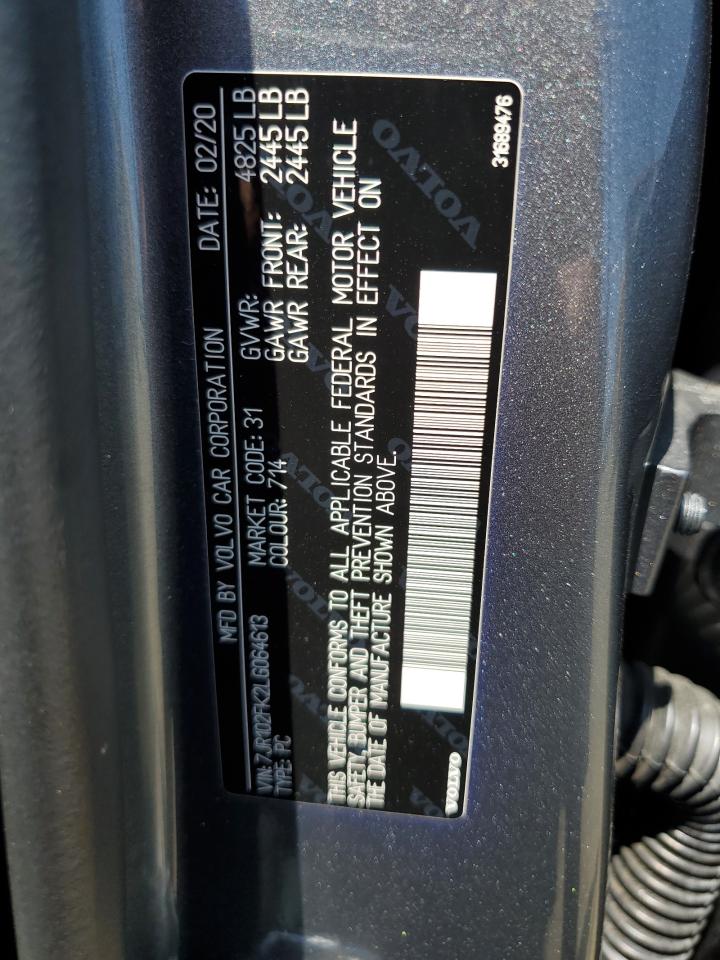 MFD BY VOLVO CAR CORPORATION DATE: 02/20
VIN: 7JR102FK2LG064613 MARKET CODE: 31 GVWR: 4825 LB
TYPE: PC COLOUR: 714 GAWR FRONT: 2445 LB
GAWR REAR: 2445 LB
THIS VEHICLE CONFORMS TO ALL APPLICABLE FEDERAL MOTOR VEHICLE
SAFETY, BUMPER AND THEFT PREVENTION STANDARDS IN EFFECT ON
THE DATE OF MANUFACTURE SHOWN ABOVE.
VOLVO 31689476